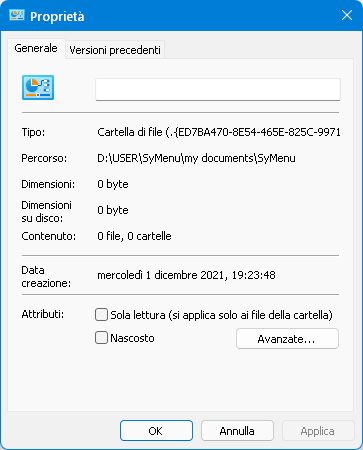 Proprietà
Generale
Versioni precedenti
Tipo: Cartella di file (.{ED7BA470-8E54-465E-825C-9971
Percorso: D:\USER\SyMenu\my documents\SyMenu
Dimensioni: 0 byte
Dimensioni
su disco: 0 byte
Contenuto: 0 file, 0 cartelle
Data
creazione: mercoledì 1 dicembre 2021, 19:23:48
Attributi: Sola lettura (si applica solo ai file della cartella)
Nascosto
Avanzate...
OK
Annulla
Applica